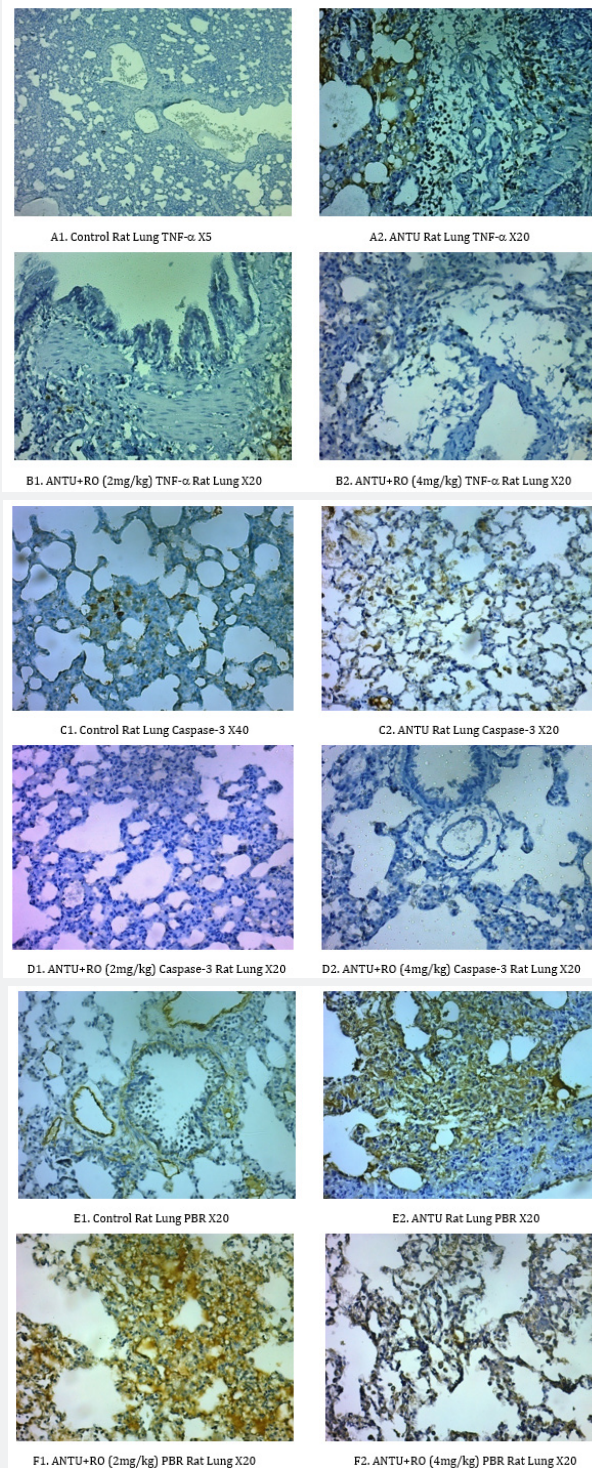 A1. Control Rat Lung TNF-α X5
A2. ANTU Rat Lung TNF-α X20
B1. ANTU+RO (2mg/kg) TNF-α Rat Lung X20
B2. ANTU+RO (4mg/kg) TNF-α Rat Lung X20
C1. Control Rat Lung Caspase-3 X40
C2. ANTU Rat Lung Caspase-3 X20
D1. ANTU+RO (2mg/kg) Caspase-3 Rat Lung X20
D2. ANTU+RO (4mg/kg) Caspase-3 Rat Lung X20
E1. Control Rat Lung PBR X20
E2. ANTU Rat Lung PBR X20
F1. ANTU+RO (2mg/kg) PBR Rat Lung X20
F2. ANTU+RO (4mg/kg) PBR Rat Lung X20